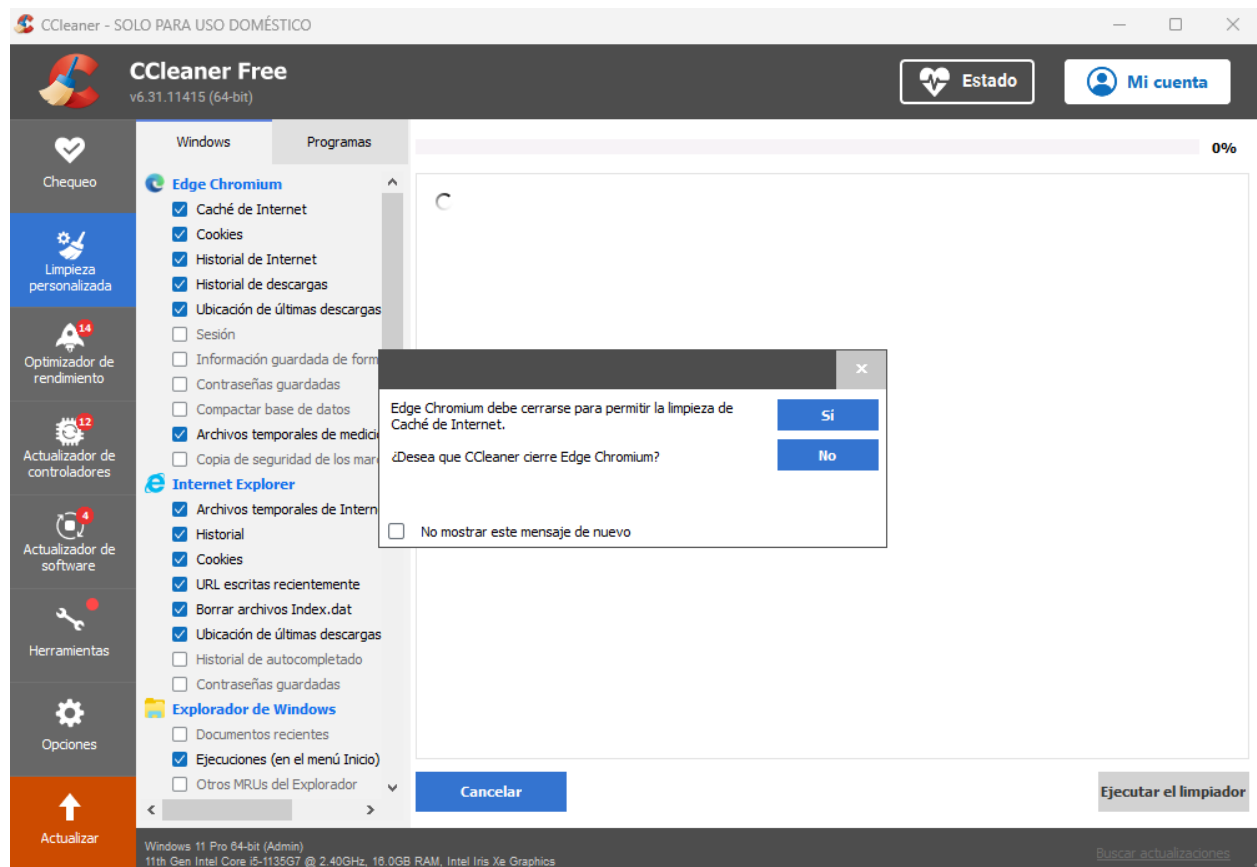 CCleaner - SOLO PARA USO DOMÉSTICO
CCleaner Free
v6.31.11415 (64-bit)
Estado
Mi cuenta
Chequeo
Limpieza
personalizada
14
Optimizador de
rendimiento
12
Actualizador de
controladores
4
Actualizador de
software
Herramientas
Opciones
Actualizar
Windows
Programas
Edge Chromium
Caché de Internet
Cookies
Historial de Internet
Historial de descargas
Ubicación de últimas descargas
Sesión
Información guardada de form
Contraseñas guardadas
Compactar base de datos
Archivos temporales de medici
Copia de seguridad de los mar
Internet Explorer
Archivos temporales de Intern
Historial
Cookies
URL escritas recientemente
Borrar archivos Index.dat
Ubicación de últimas descargas
Historial de autocompletado
Contraseñas guardadas
Explorador de Windows
Documentos recientes
Ejecuciones (en el menú Inicio)
Otros MRUs del Explorador
0%
Edge Chromium debe cerrarse para permitir la limpieza de
Caché de Internet.
¿Desea que CCleaner cierre Edge Chromium?
Sí
No
No mostrar este mensaje de nuevo
Cancelar
Ejecutar el limpiador
Windows 11 Pro 64-bit (Admin)
11th Gen Intel Core i5-1135G7 @ 2.40GHz, 16.0GB RAM, Intel Iris Xe Graphics
Buscar actualizaciones